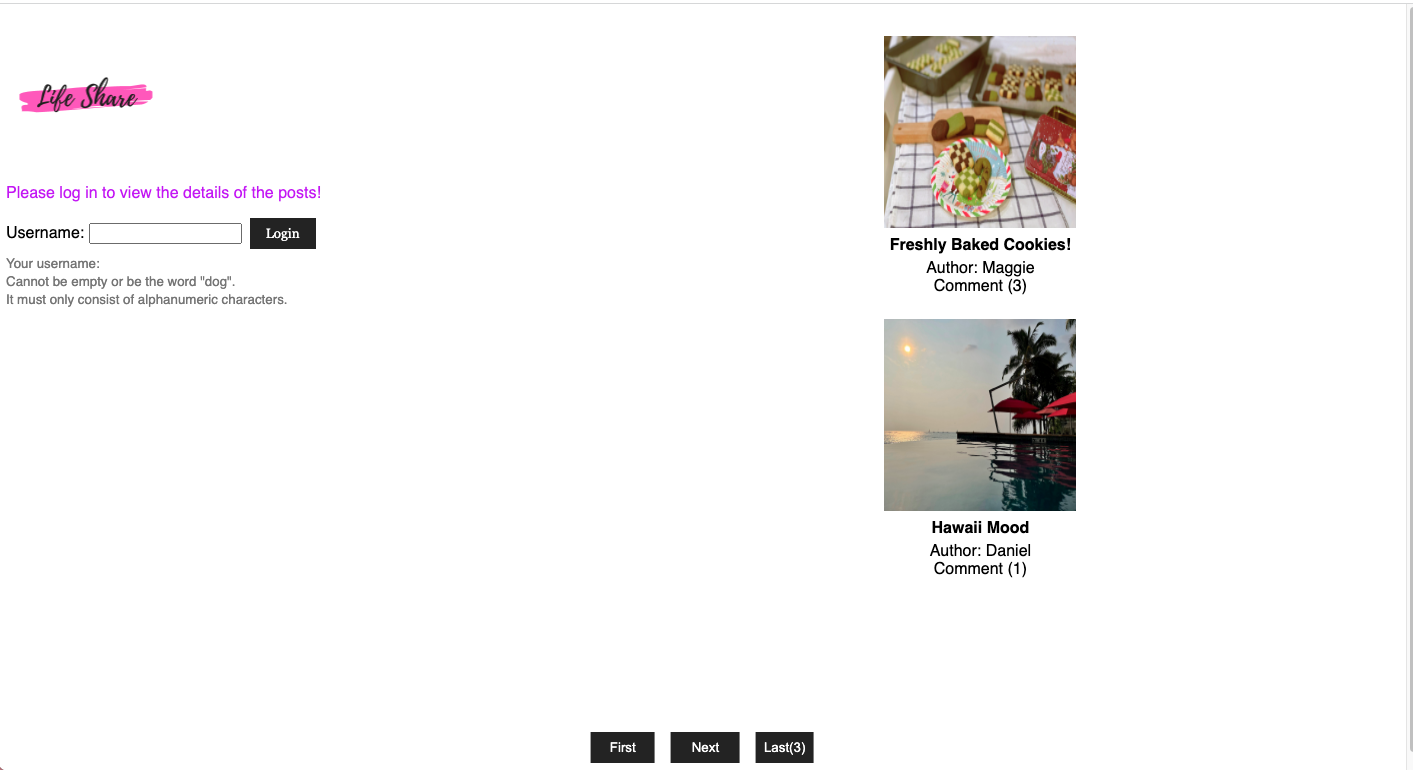 Life Share
Please log in to view the details of the posts!
Username:
Login
Your username:
Cannot be empty or be the word "dog".
It must only consist of alphanumeric characters.
Freshly Baked Cookies!
Author: Maggie
Comment (3)
Hawaii Mood
Author: Daniel
Comment (1)
First
Next
Last(3)